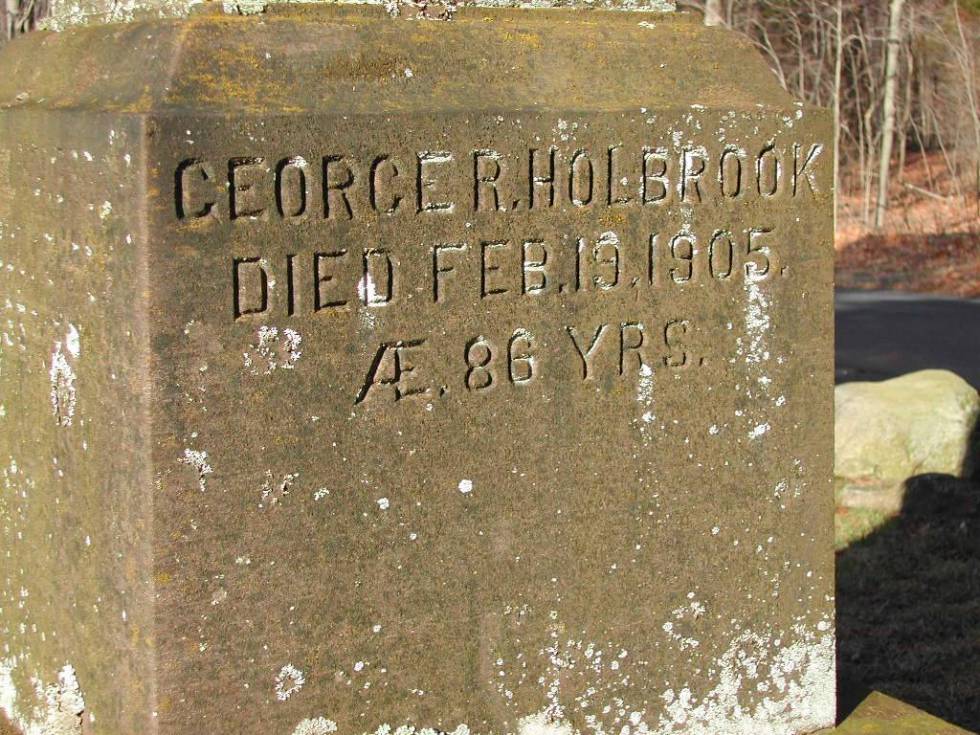 GEORGE R. HOLBROOK
DIED FEB. 19. 1905.
Æ. 86 YRS.